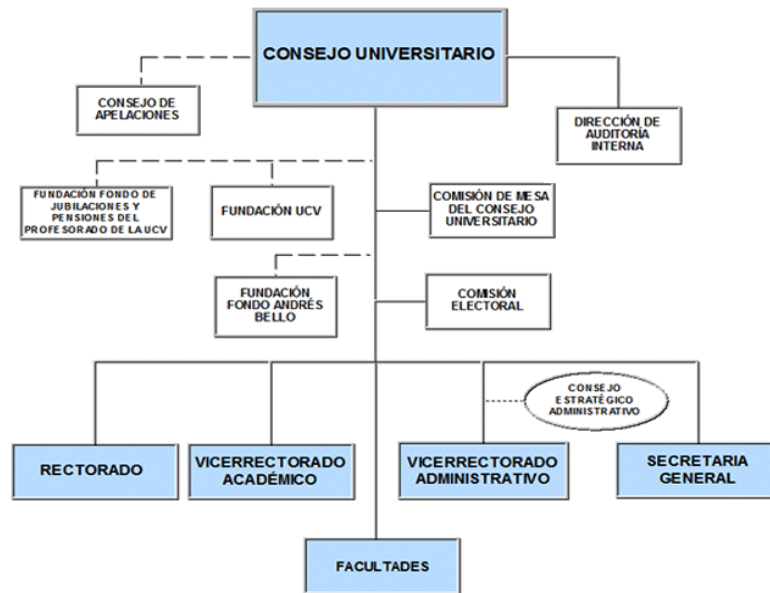 CONSEJO UNIVERSITARIO
CONSEJO DE
APELACIONES
DIRECCIÓN DE
AUDITORÍA
INTERNA
FUNDACIÓN FONDO DE
JUBILACIONES Y
PENSIONES DEL
PROFESORADO DE LA UCV
FUNDACIÓN UCV
COMISIÓN DE MESA
DEL CONSEJO
UNIVERSITARIO
FUNDACIÓN
FONDO ANDRÉS
BELLO
COMISIÓN
ELECTORAL
CONSEJO
ESTRATÉGICO
ADMINISTRATIVO
RECTORADO
VICERRECTORADO
ACADÉMICO
VICERRECTORADO
ADMINISTRATIVO
SECRETARIA
GENERAL
FACULTADES